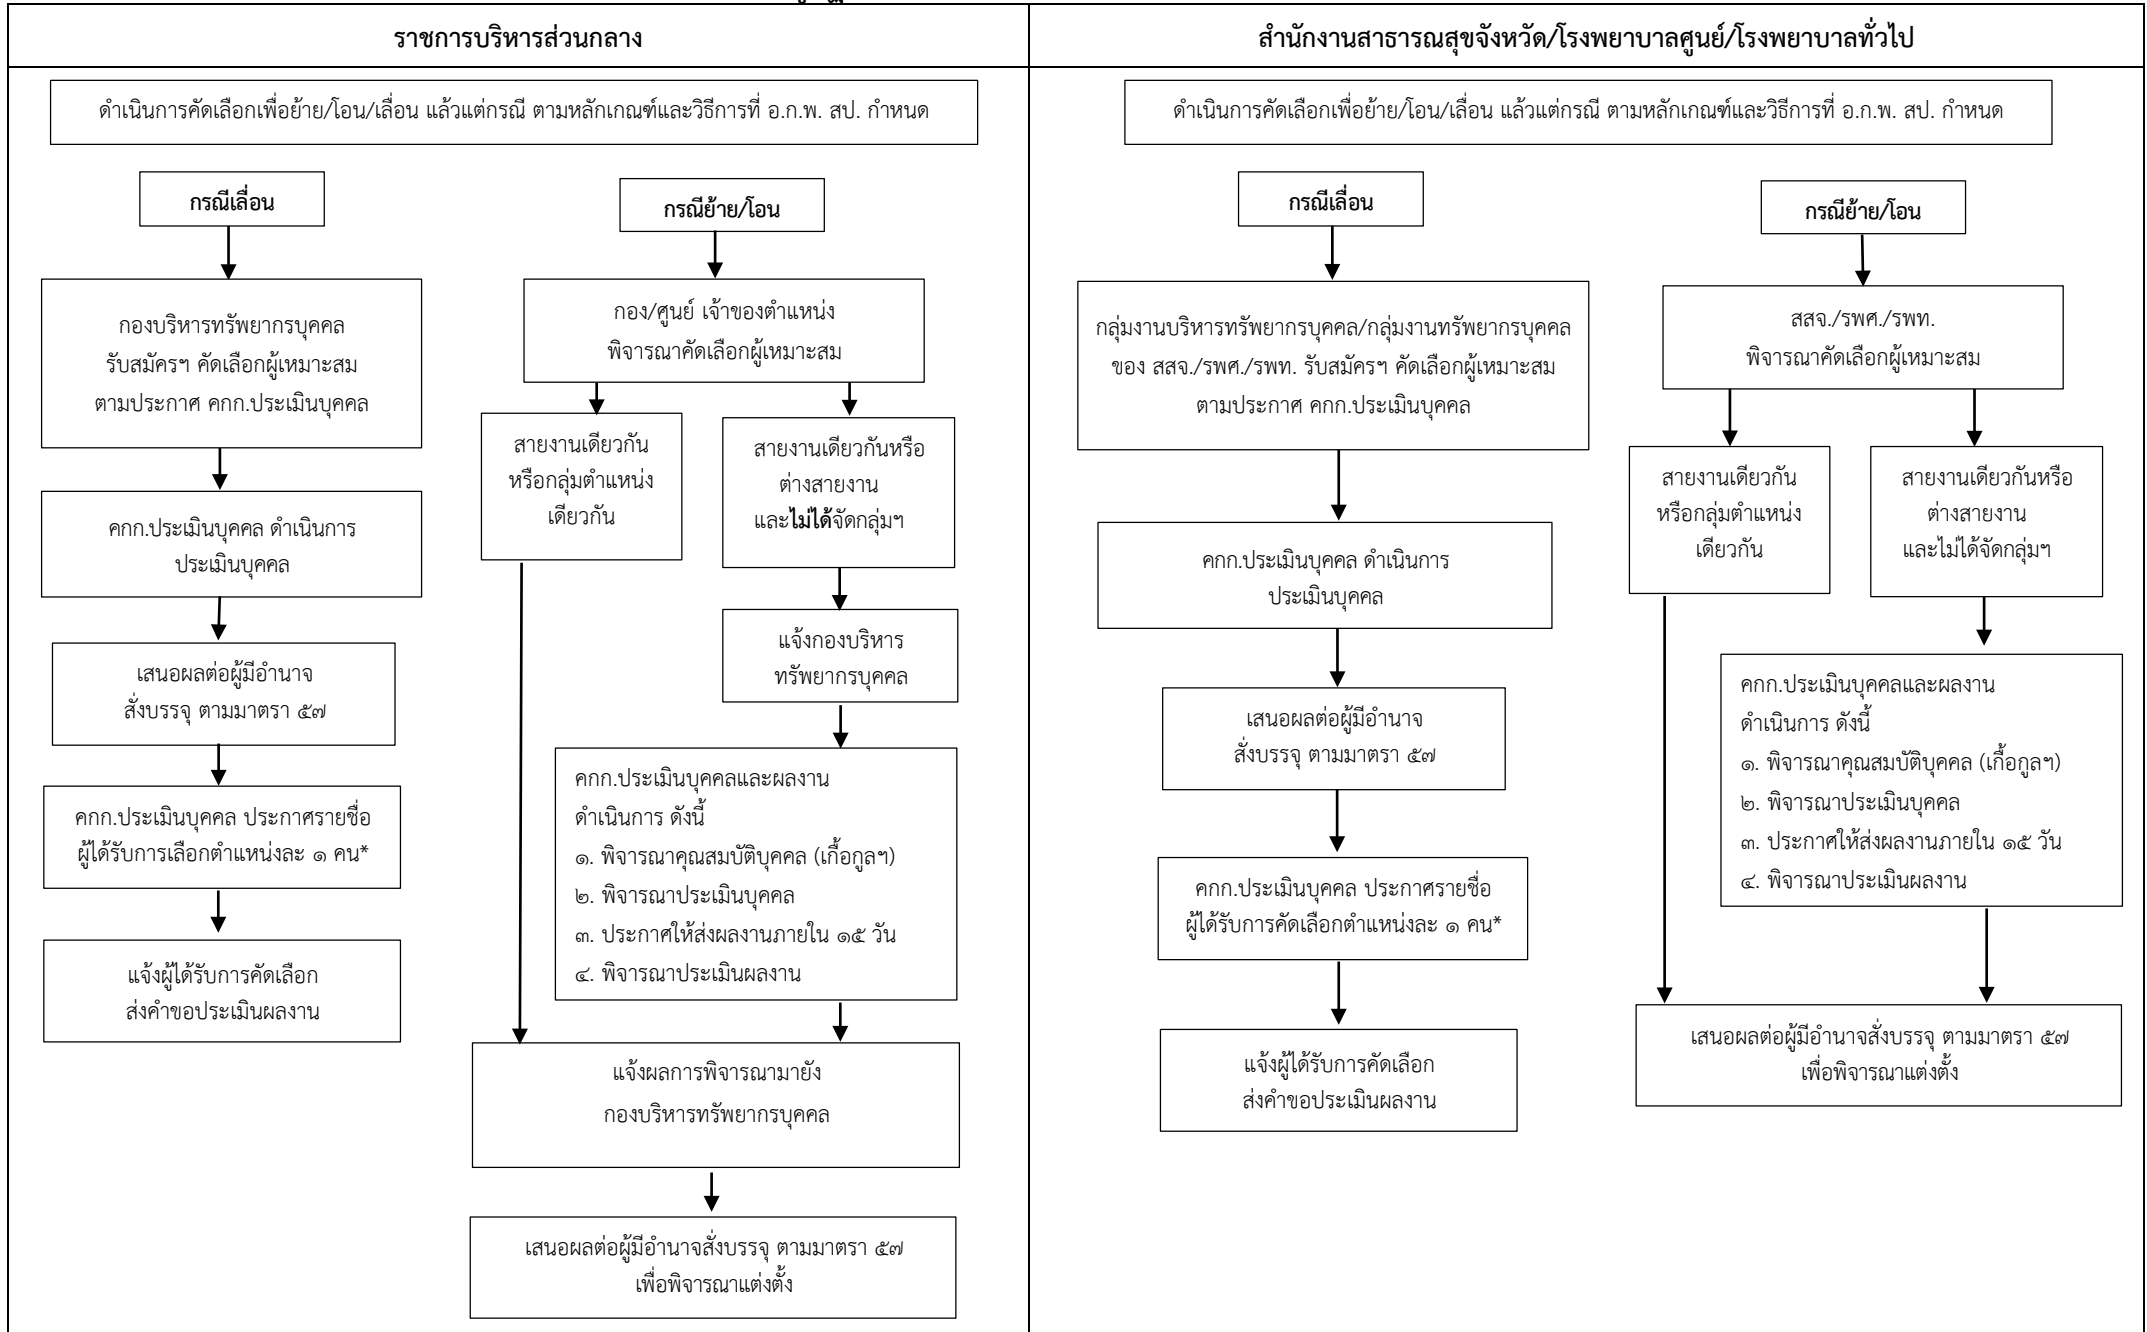 ราชการบริหารส่วนกลาง
ดำเนินการคัดเลือกเพื่อย้าย/โอน/เลื่อน แล้วแต่กรณี ตามหลักเกณฑ์และวิธีการที่ อ.ก.พ. สป. กำหนด
กรณีเลื่อน
กองบริหารทรัพยากรบุคคล
รับสมัครฯ คัดเลือกผู้เหมาะสม
ตามประกาศ คกก.ประเมินบุคคล
คกก.ประเมินบุคคล ดำเนินการ
ประเมินบุคคล
เสนอผลต่อผู้มีอำนาจ
สั่งบรรจุ ตามมาตรา ๕๗
คกก.ประเมินบุคคล ประกาศรายชื่อ
ผู้ได้รับการเลือกตำแหน่งละ ๑ คน*
แจ้งผู้ได้รับการคัดเลือก
ส่งคำขอประเมินผลงาน
กรณีย้าย/โอน
กอง/ศูนย์ เจ้าของตำแหน่ง
พิจารณาคัดเลือกผู้เหมาะสม
สายงานเดียวกัน
หรือกลุ่มตำแหน่ง
เดียวกัน
สายงานเดียวกันหรือ
ต่างสายงาน
และไม่ได้จัดกลุ่มฯ
แจ้งกองบริหาร
ทรัพยากรบุคคล
คกก.ประเมินบุคคลและผลงาน
ดำเนินการ ดังนี้
๑. พิจารณาคุณสมบัติบุคคล (เกื้อกูลฯ)
๒. พิจารณาประเมินบุคคล
๓. ประกาศให้ส่งผลงานภายใน ๑๕ วัน
๔. พิจารณาประเมินผลงาน
แจ้งผลการพิจารณามายัง
กองบริหารทรัพยากรบุคคล
เสนอผลต่อผู้มีอำนาจสั่งบรรจุ ตามมาตรา ๕๗
เพื่อพิจารณาแต่งตั้ง
สำนักงานสาธารณสุขจังหวัด/โรงพยาบาลศูนย์/โรงพยาบาลทั่วไป
ดำเนินการคัดเลือกเพื่อย้าย/โอน/เลื่อน แล้วแต่กรณี ตามหลักเกณฑ์และวิธีการที่ อ.ก.พ. สป. กำหนด
กรณีเลื่อน
กลุ่มงานบริหารทรัพยากรบุคคล/กลุ่มงานทรัพยากรบุคคล
ของ สสจ./รพศ./รพท. รับสมัครฯ คัดเลือกผู้เหมาะสม
ตามประกาศ คกก.ประเมินบุคคล
คกก.ประเมินบุคคล ดำเนินการ
ประเมินบุคคล
เสนอผลต่อผู้มีอำนาจ
สั่งบรรจุ ตามมาตรา ๕๗
คกก.ประเมินบุคคล ประกาศรายชื่อ
ผู้ได้รับการคัดเลือกตำแหน่งละ ๑ คน*
แจ้งผู้ได้รับการคัดเลือก
ส่งคำขอประเมินผลงาน
กรณีย้าย/โอน
สสจ./รพศ./รพท.
พิจารณาคัดเลือกผู้เหมาะสม
สายงานเดียวกัน
หรือกลุ่มตำแหน่ง
เดียวกัน
สายงานเดียวกันหรือ
ต่างสายงาน
และไม่ได้จัดกลุ่มฯ
คกก.ประเมินบุคคลและผลงาน
ดำเนินการ ดังนี้
๑. พิจารณาคุณสมบัติบุคคล (เกื้อกูลฯ)
๒. พิจารณาประเมินบุคคล
๓. ประกาศให้ส่งผลงานภายใน ๑๕ วัน
๔. พิจารณาประเมินผลงาน
เสนอผลต่อผู้มีอำนาจสั่งบรรจุ ตามมาตรา ๕๗
เพื่อพิจารณาแต่งตั้ง